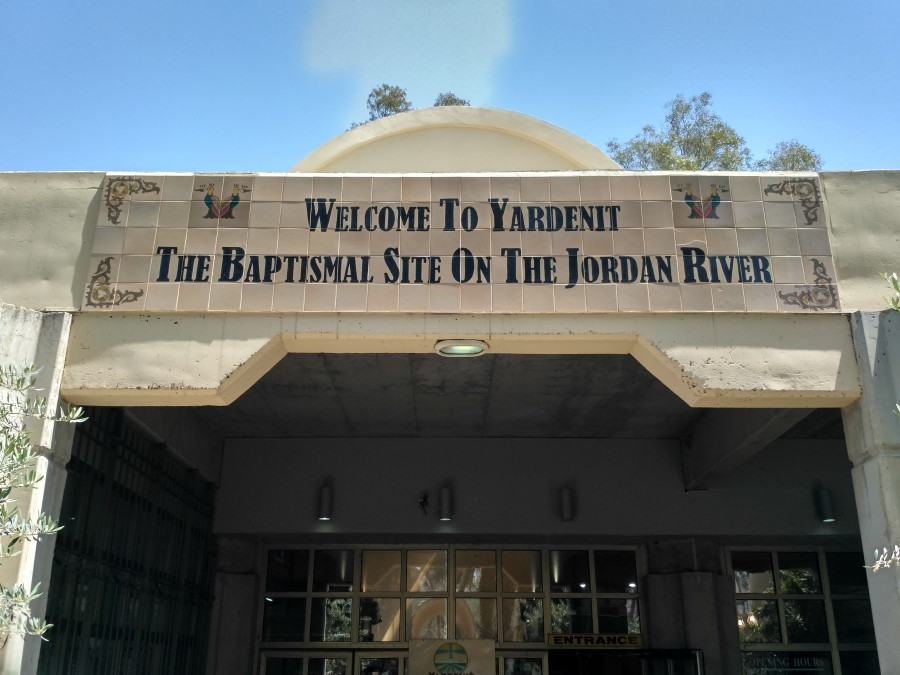 Welcome To Yardenit
The Baptismal Site On The Jordan River
ENTRANCE
OPENING HOURS